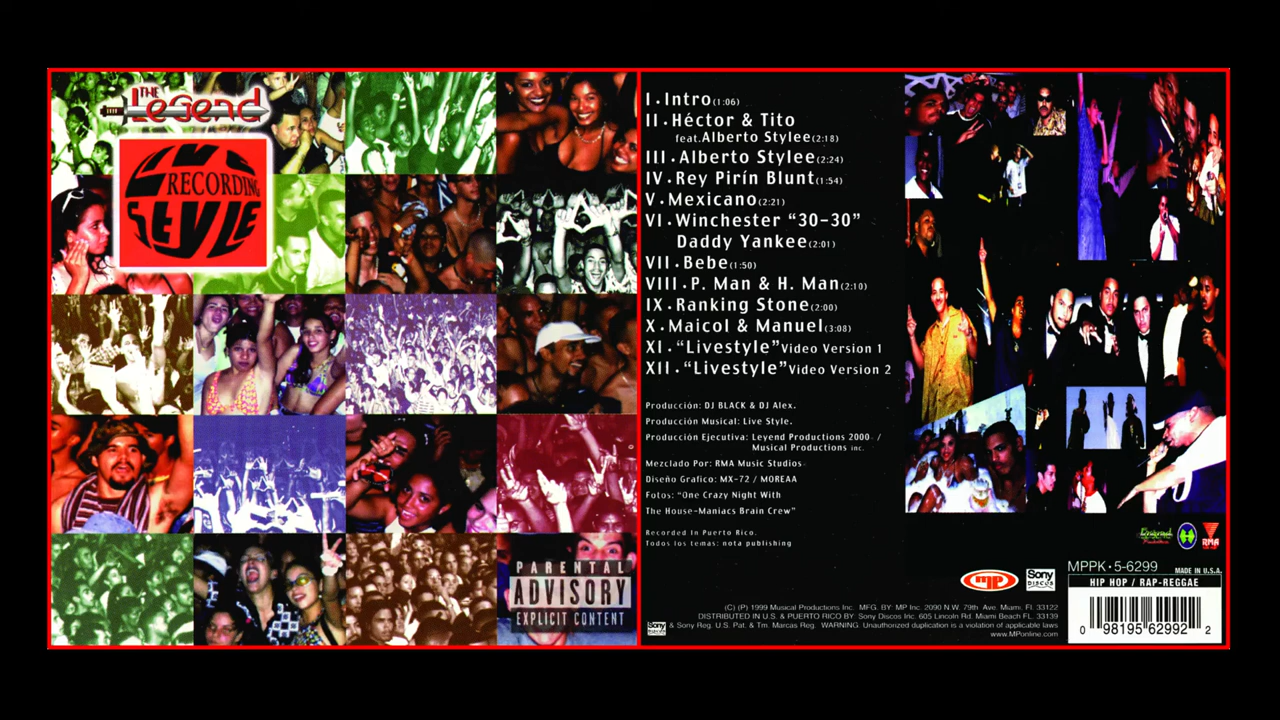 THE
LeGend
LIVE
RECORDING
StYLE
PARENTAL
ADVISORY
EXPLICIT CONTENT
I . Intro (1:06)
II . Héctor & Tito
feat. Alberto Stylee (2:18)
III . Alberto Stylee (2:24)
IV . Rey Pirín Blunt (1:54)
V . Mexicano (2:21)
VI . Winchester “30-30”
Daddy Yankee (2:01)
VII . Bebe (1:50)
VIII . P. Man & H. Man (2:10)
IX . Ranking Stone (2:00)
X . Maicol & Manuel (3:08)
XI . “Livestyle” Video Version 1
XII . “Livestyle” Video Version 2
Producción: DJ BLACK & DJ Alex.
Producción Musical: Live Style.
Producción Ejecutiva: Leyend Productions 2000 /
Musical Productions inc.
Mezclado Por: RMA Music Studios
Diseño Grafico: MX-72 / MOREAA
Fotos: “One Crazy Night With
The House-Maniacs Brain Crew”
Recorded In Puerto Rico.
Todos los temas: nota publishing
RMA
mp
Sony
DISCOS
MPPK • 5-6299
MADE IN U.S.A.
HIP HOP / RAP-REGGAE
0 98195 62992 2
(C) (P) 1999 Musical Productions Inc. MFG. BY: MP Inc. 2090 N.W. 79th Ave. Miami, Fl. 33122
DISTRIBUTED IN U.S. & PUERTO RICO BY: Sony Discos Inc. 605 Lincoln Rd. Miami Beach FL. 33139
Sony DISCOS & Sony Reg. U.S. Pat. & Tm. Marcas Reg. WARNING: Unauthorized duplication is a violation of applicable laws
www.MPonline.com